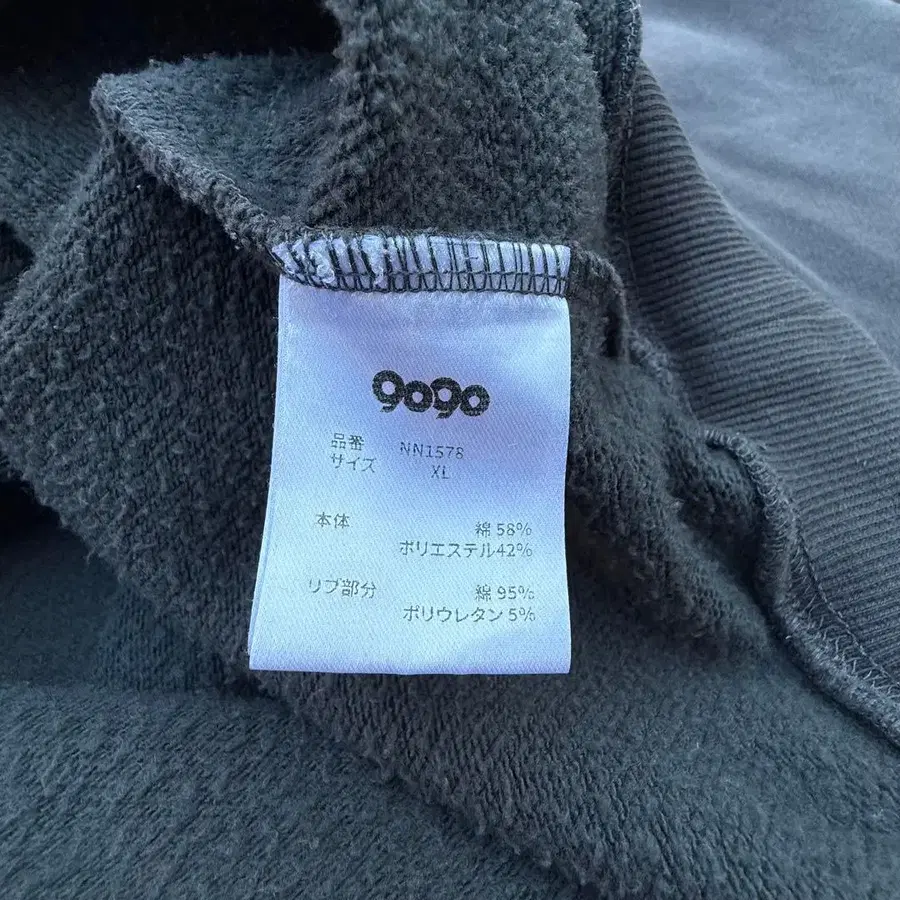 9090
品番 NN1578
サイズ XL
本体 綿 58%
ポリエステル42%
リブ部分 綿 95%
ポリウレタン 5%